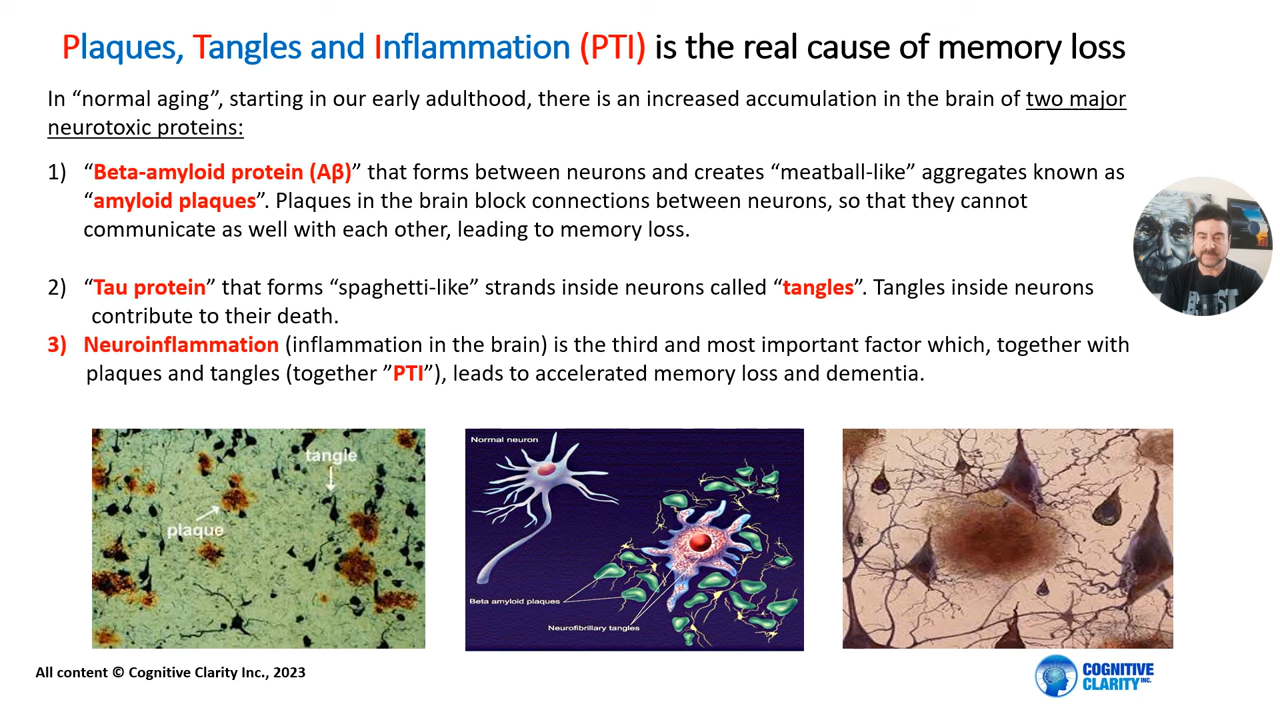 Plaques, Tangles and Inflammation (PTI) is the real cause of memory loss
In “normal aging”, starting in our early adulthood, there is an increased accumulation in the brain of two major
neurotoxic proteins:
1) “Beta-amyloid protein (Aβ)” that forms between neurons and creates “meatball-like” aggregates known as
“amyloid plaques”. Plaques in the brain block connections between neurons, so that they cannot
communicate as well with each other, leading to memory loss.
2) “Tau protein” that forms “spaghetti-like” strands inside neurons called “tangles”. Tangles inside neurons
contribute to their death.
3) Neuroinflammation (inflammation in the brain) is the third and most important factor which, together with
plaques and tangles (together ”PTI”), leads to accelerated memory loss and dementia.
tangle
plaque
Normal neuron
Beta amyloid plaques
Neurofibrillary tangles
All content © Cognitive Clarity Inc., 2023
COGNITIVE
CLARITY INC.